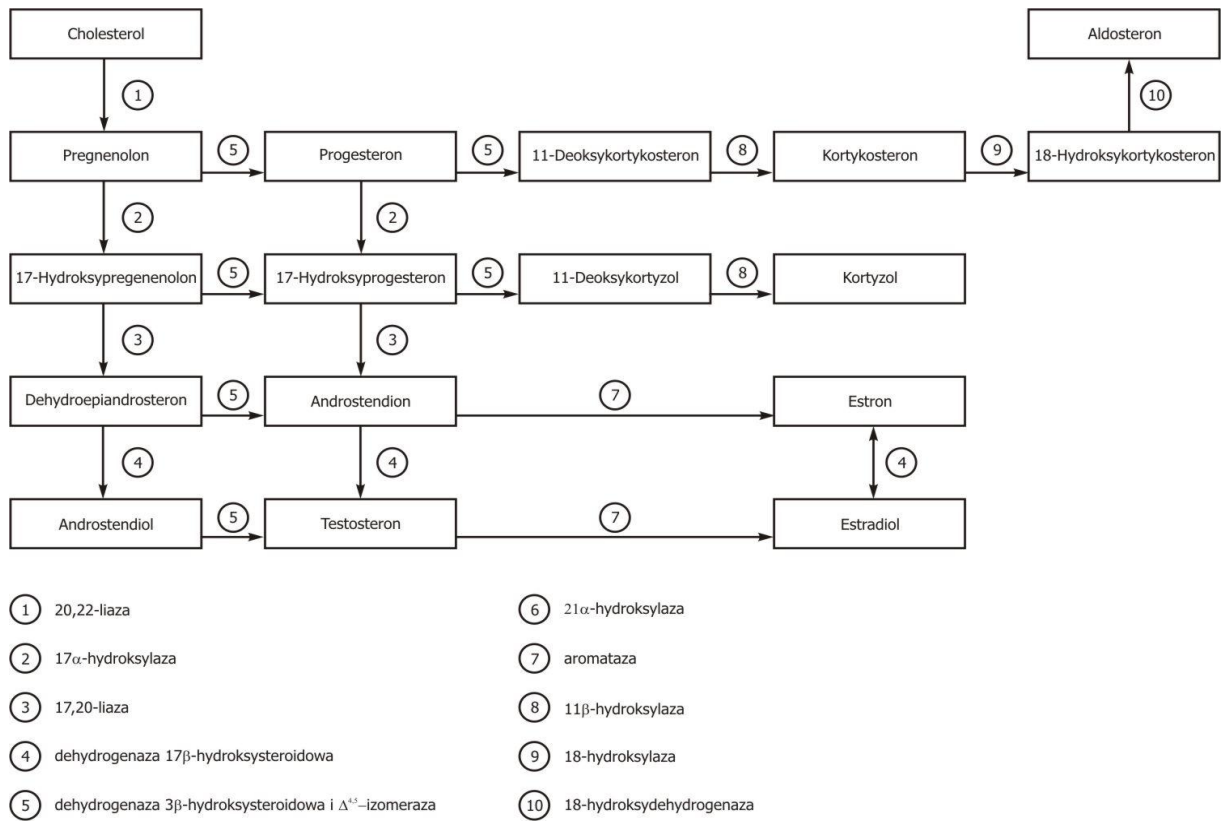 Cholesterol
Aldosteron
1
10
Pregnenolon
5
Progesteron
5
11-Deoksykortykosteron
8
Kortykosteron
9
18-Hydroksykortykosteron
2
2
17-Hydroksypregenenolon
5
17-Hydroksyprogesteron
5
11-Deoksykortyzol
8
Kortyzol
3
3
Dehydroepiandrosteron
5
Androstendion
7
Estron
4
4
4
Androstendiol
5
Testosteron
7
Estradiol
1 20,22-liaza
2 17α-hydroksylaza
3 17,20-liaza
4 dehydrogenaza 17β-hydroksysteroidowa
5 dehydrogenaza 3β-hydroksysteroidowa i Δ⁴,⁵–izomeraza
6 21α-hydroksylaza
7 aromataza
8 11β-hydroksylaza
9 18-hydroksylaza
10 18-hydroksydehydrogenaza